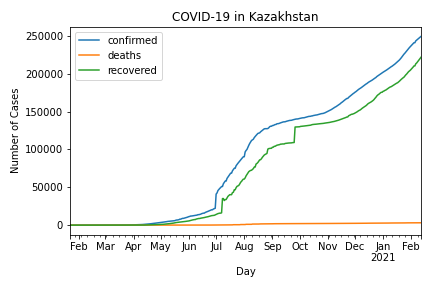 COVID-19 in Kazakhstan
confirmed
deaths
recovered
Number of Cases
250000
200000
150000
100000
50000
0
Feb Mar Apr May Jun Jul Aug Sep Oct Nov Dec Jan Feb
2021
Day